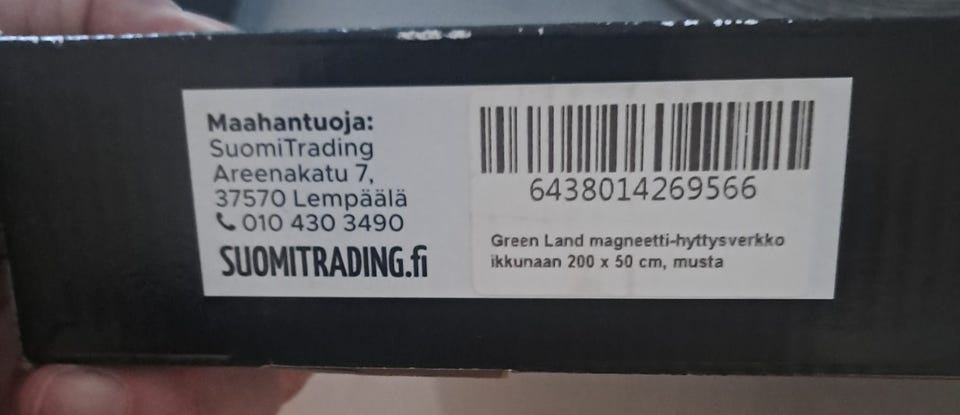 Maahantuoja:
SuomiTrading
Areenakatu 7,
37570 Lempäälä
010 430 3490
SUOMITRADING.fi
6438014269566
Green Land magneetti-hyttysverkko
ikkunaan 200 x 50 cm, musta